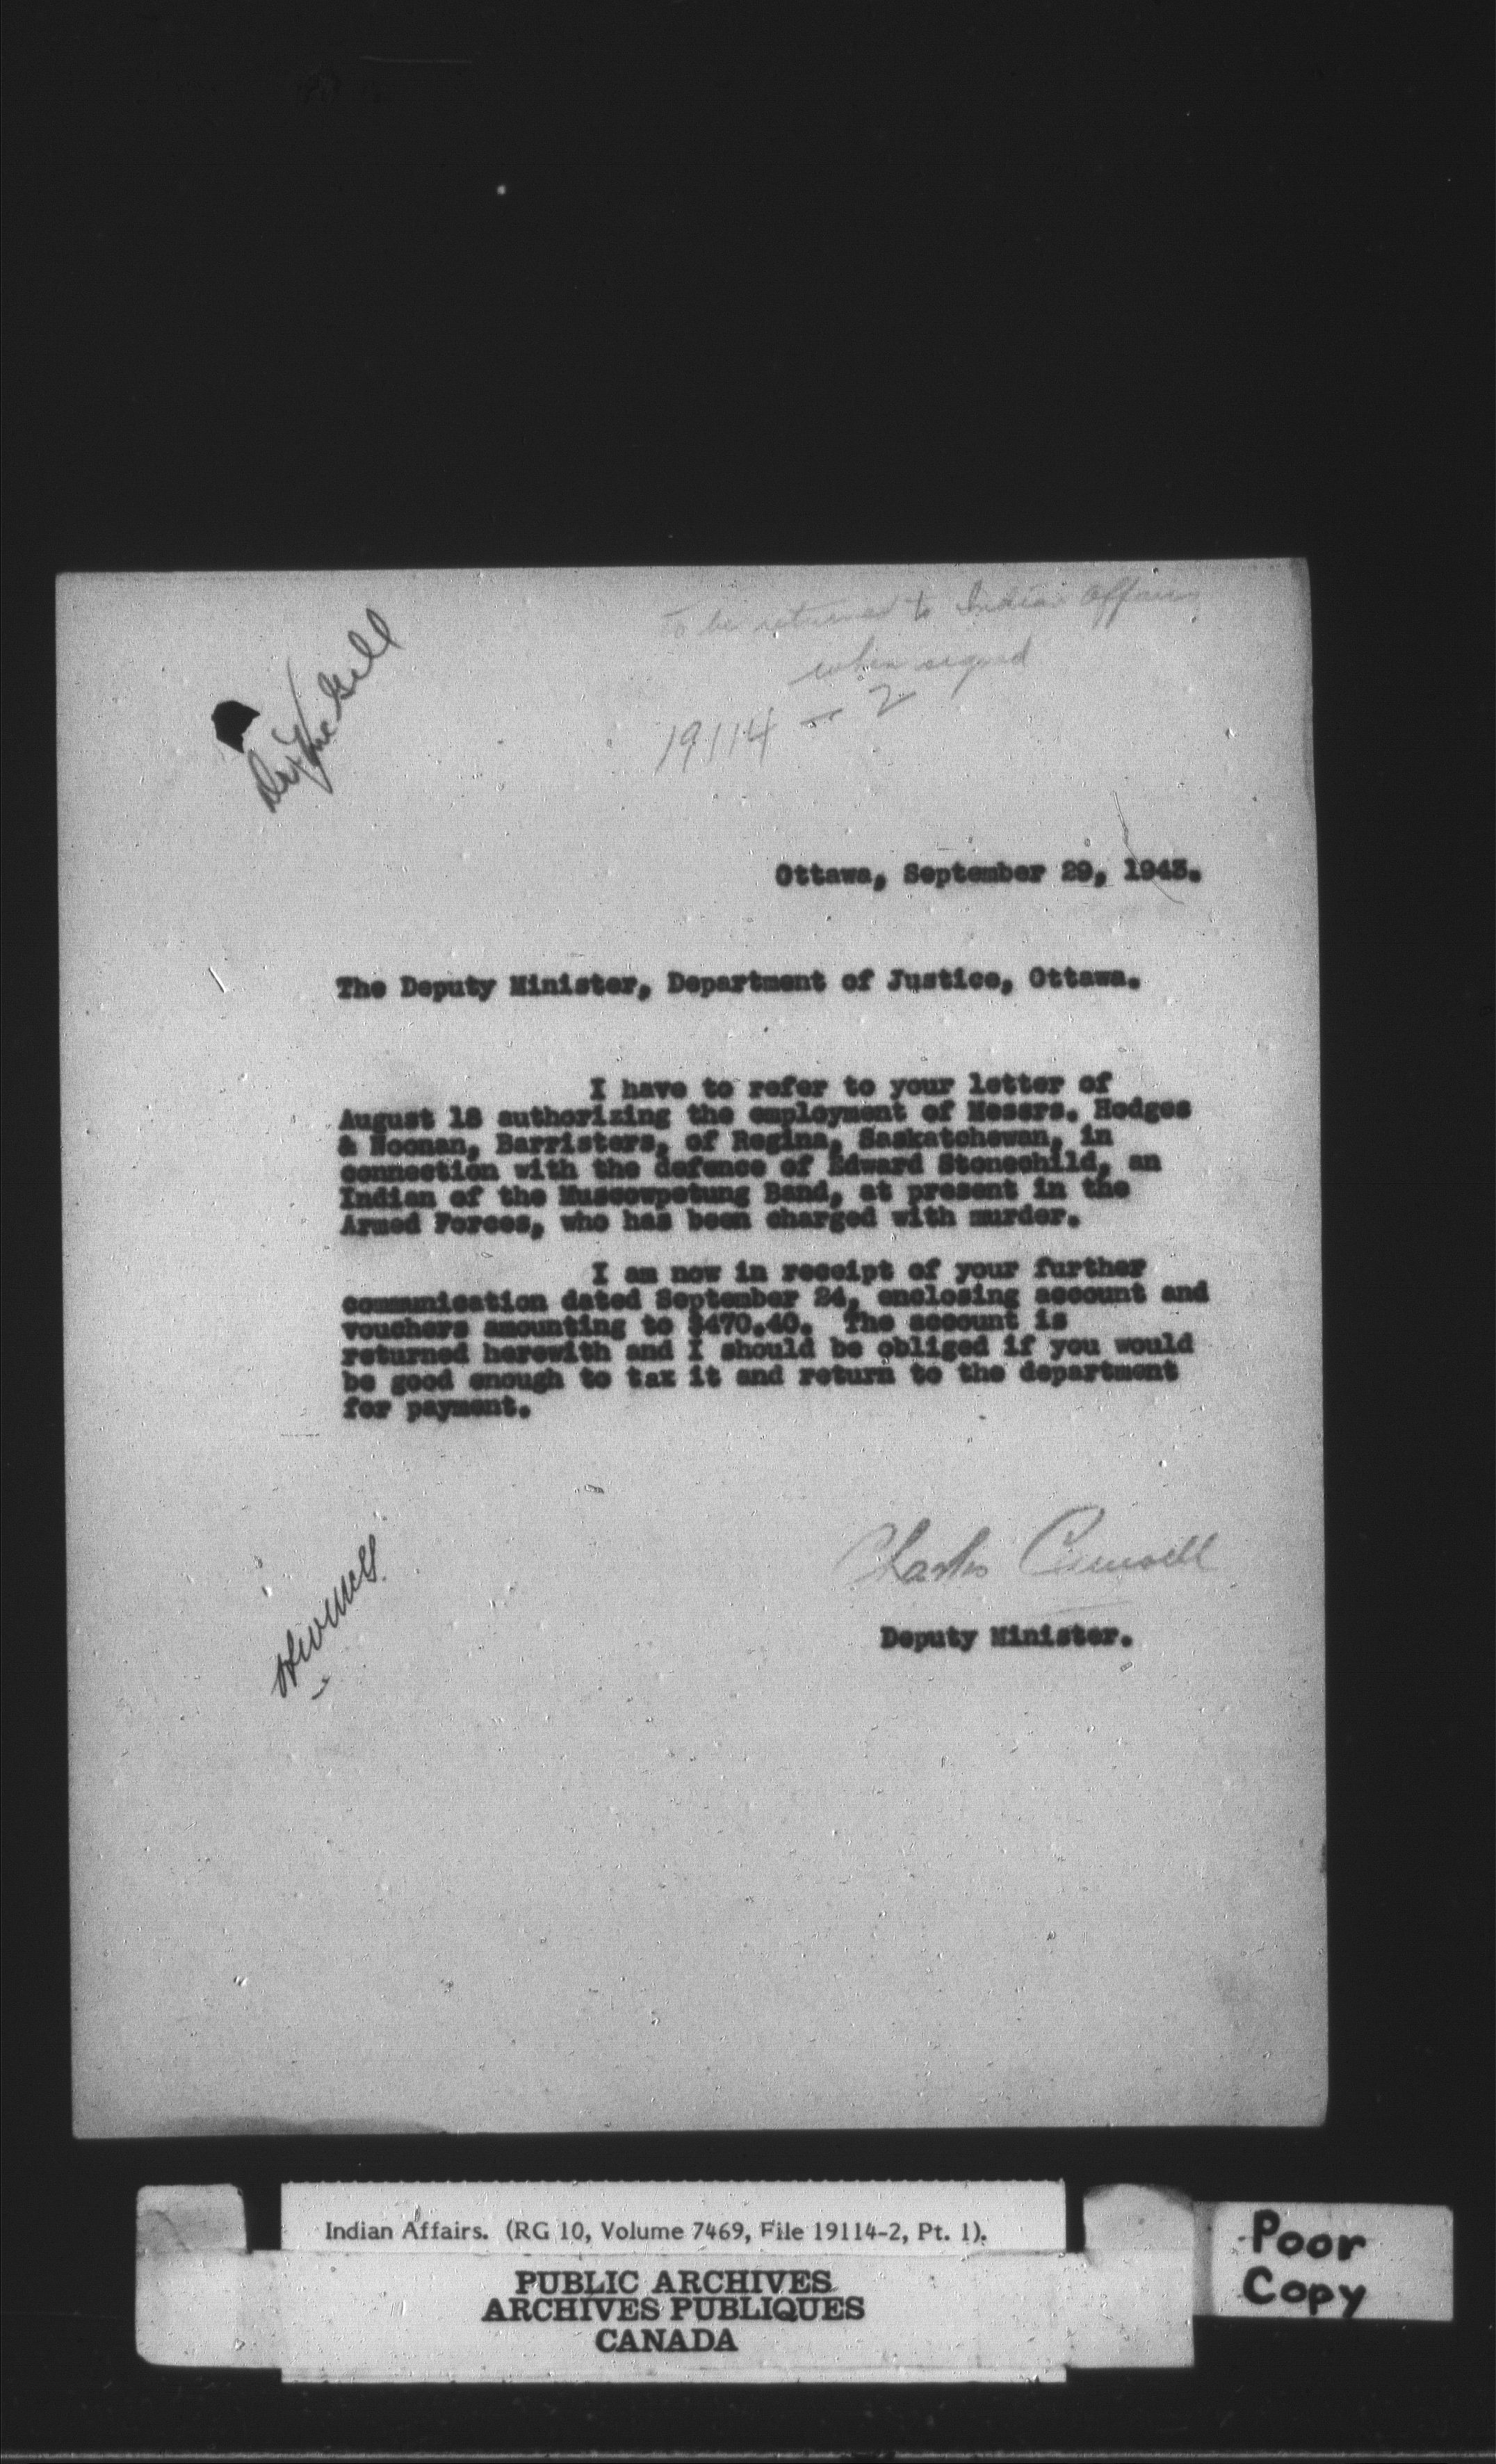 To be returned to Indian Affairs
when signed
19114 - 2
Dr. McGill
Ottawa, September 29, 1943.
The Deputy Minister, Department of Justice, Ottawa.
I have to refer to your letter of
August 18 authorizing the employment of Messrs. Hodges
& Noonan, Barristers, of Regina, Saskatchewan, in
connection with the defence of Edward Stonechild, an
Indian of the Muscowpetung Band, at present in the
Armed Forces, who has been charged with murder.
I am now in receipt of your further
communication dated September 24, enclosing account and
vouchers amounting to $470.40. The account is
returned herewith and I should be obliged if you would
be good enough to tax it and return to the department
for payment.
Charles Camsell
Deputy Minister.
Indian Affairs. (RG 10, Volume 7469, File 19114-2, Pt. 1).
PUBLIC ARCHIVES
ARCHIVES PUBLIQUES
CANADA
Poor
Copy